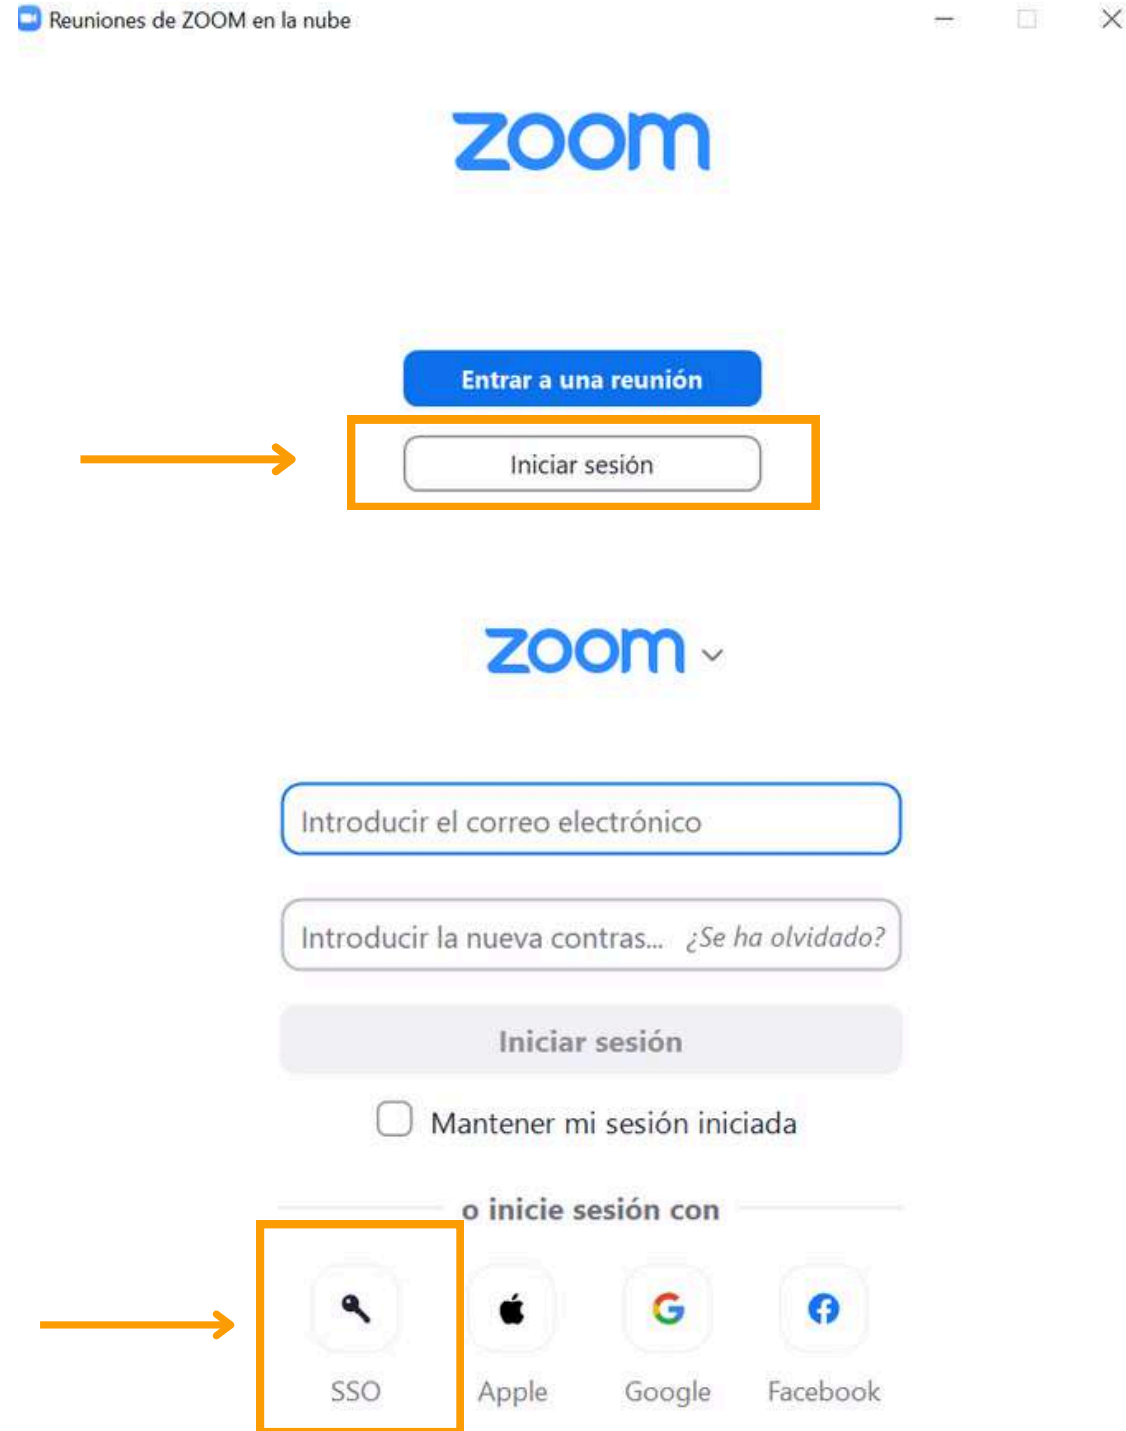 Reuniones de ZOOM en la nube
zoom
Entrar a una reunión
Iniciar sesión
zoom
Introducir el correo electrónico
Introducir la nueva contras... ¿Se ha olvidado?
Iniciar sesión
Mantener mi sesión iniciada
o inicie sesión con
SSO Apple Google Facebook